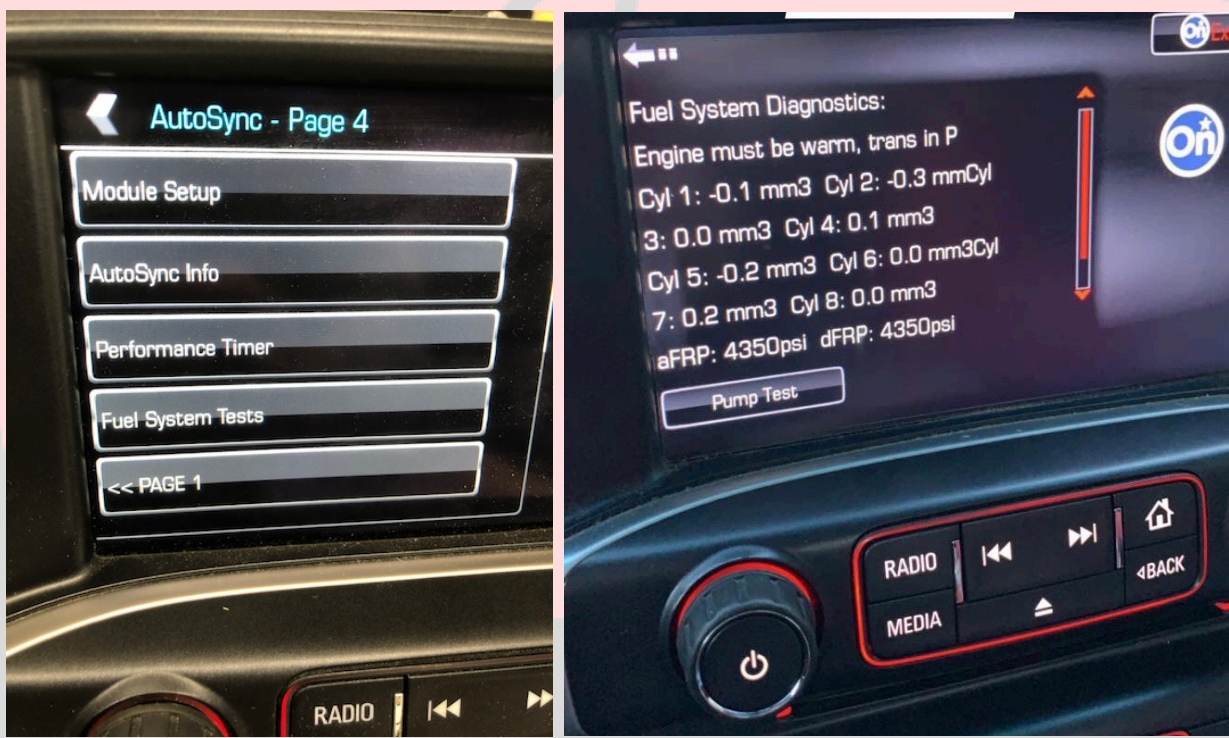 AutoSync - Page 4
Module Setup
AutoSync Info
Performance Timer
Fuel System Tests
<< PAGE 1
RADIO
On
Fuel System Diagnostics:
Engine must be warm, trans in P
Cyl 1: -0.1 mm3 Cyl 2: -0.3 mmCyl
3: 0.0 mm3 Cyl 4: 0.1 mm3
Cyl 5: -0.2 mm3 Cyl 6: 0.0 mm3Cyl
7: 0.2 mm3 Cyl 8: 0.0 mm3
aFRP: 4350psi dFRP: 4350psi
Pump Test
On
RADIO
MEDIA
BACK